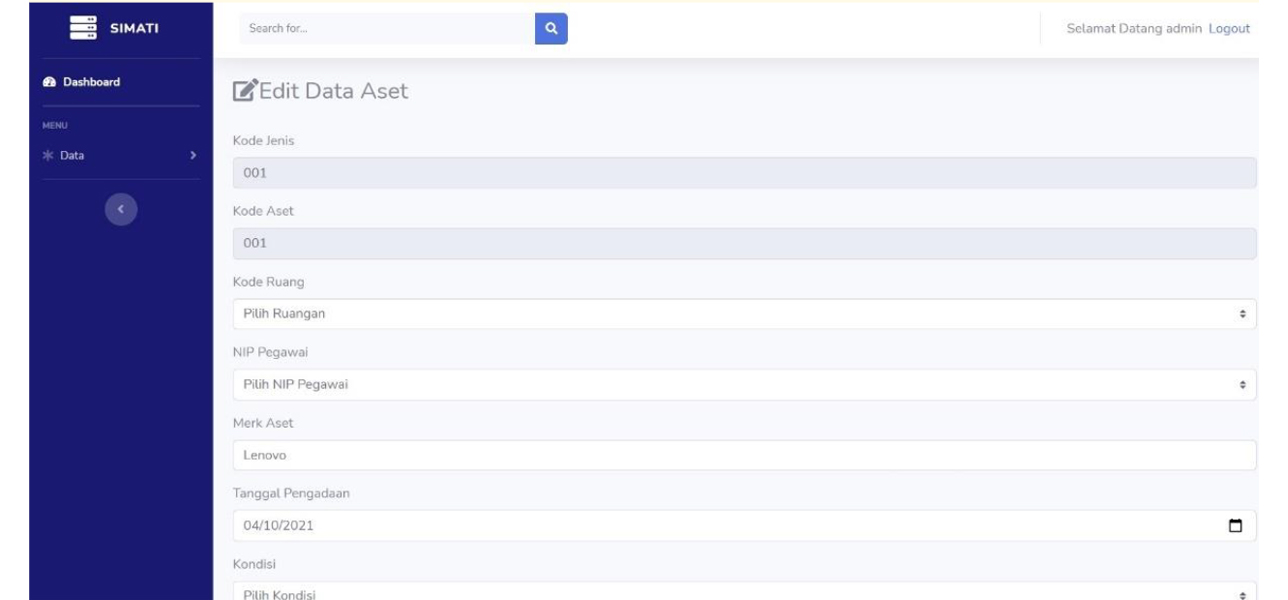 SIMATI
Search for...
Selamat Datang admin Logout
Dashboard
MENU
Data
Edit Data Aset
Kode Jenis
001
Kode Aset
001
Kode Ruang
Pilih Ruangan
NIP Pegawai
Pilih NIP Pegawai
Merk Aset
Lenovo
Tanggal Pengadaan
04/10/2021
Kondisi
Pilih Kondisi